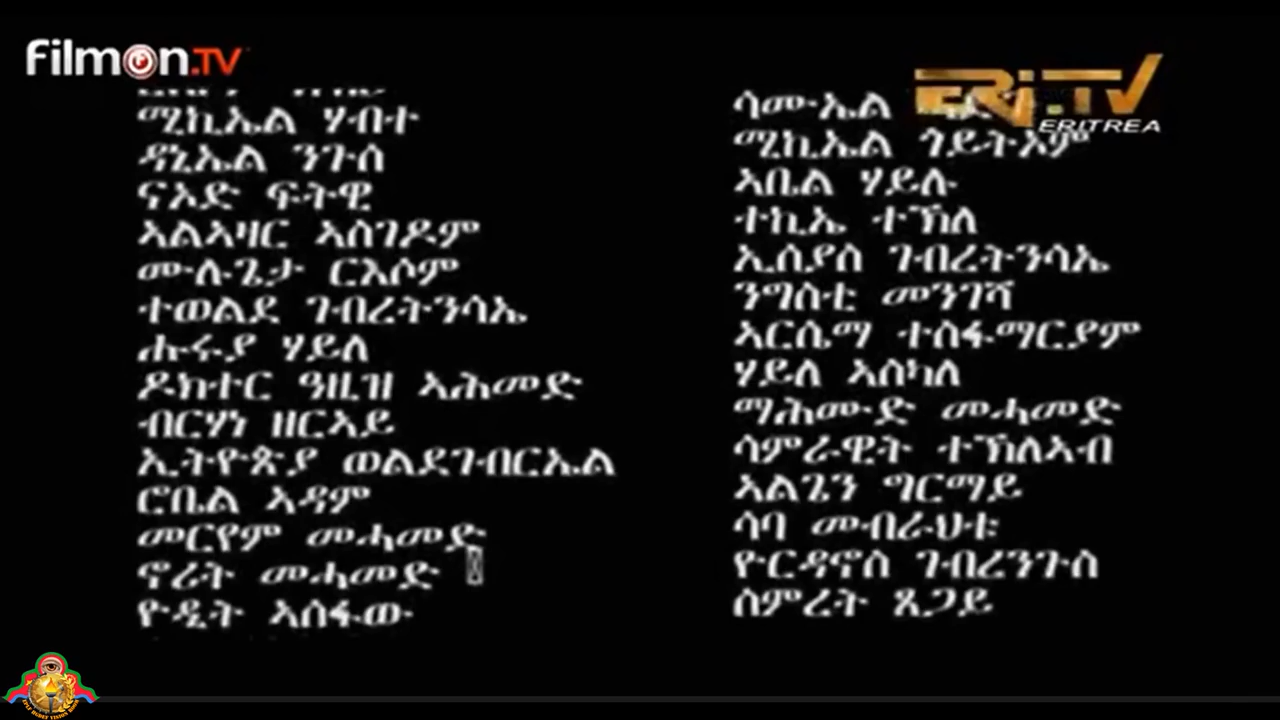 Filmon.TV
ERi.TV
ERITREA
ሚኪኤል ሃብተ
ዳኒኤል ንጉሰ
ናኦድ ፍትዊ
ኣልኣዛር ኣስገዶም
ሙሉጌታ ርእሶም
ተወልደ ገብረትንሳኤ
ሑሩያ ሃይለ
ዶክተር ዓዚዝ ኣሕመድ
ብርሃነ ዘርኣይ
ኢትዮጵያ ወልደገብርኤል
ሮቤል ኣዳም
መርየም መሓመድ
ኖሪት መሓመድ
ዮዲት ኣሰፋው
ሳሙኤል
ሚኪኤል ጎይትኦም
ኣቤል ሃይሉ
ተኪኤ ተኽለ
ኢሰያስ ገብረትንሳኤ
ንግስቲ መንገሻ
ኣርሴማ ተስፋማርያም
ሃይለ ኣስካለ
ማሕሙድ መሓመድ
ሳምራዊት ተኽለኣብ
ኣልጌን ግርማይ
ሳባ መብራህቱ
ዮርዳኖስ ገብረንጉስ
ስምረት ጸጋይ